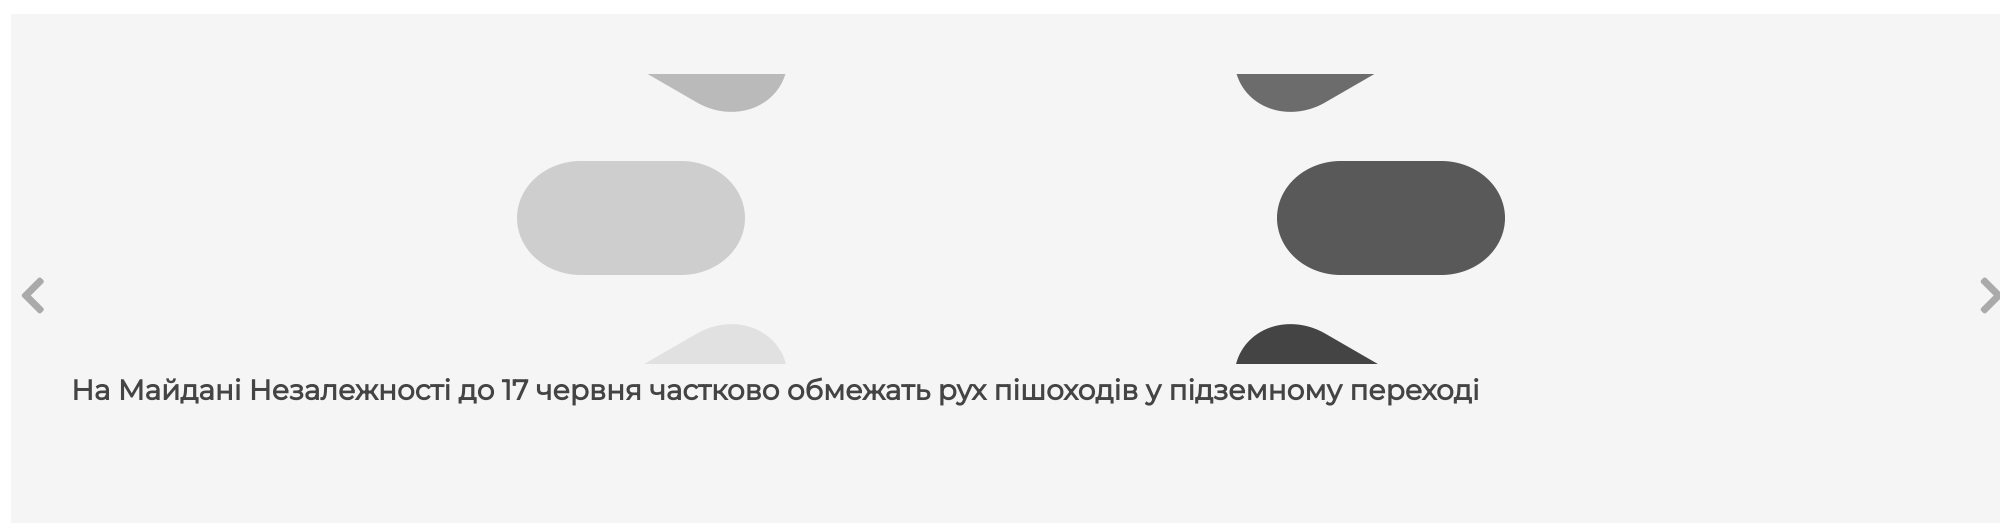 На Майдані Незалежності до 17 червня частково обмежать рух пішоходів у підземному переході